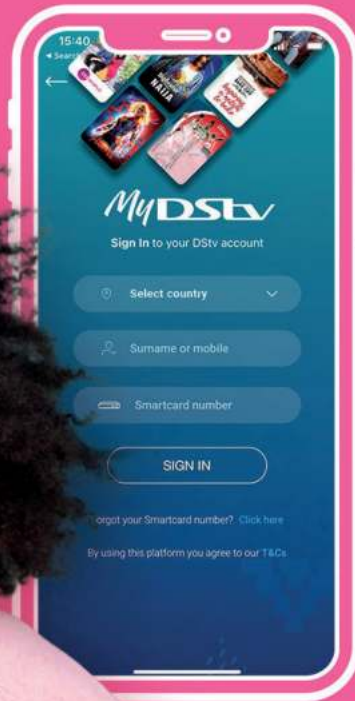 15:40
◂ Search
NAIJA
MyDStv
Sign In to your DStv account
Select country
Surname or mobile
Smartcard number
SIGN IN
orgot your Smartcard number? Click here
By using this platform you agree to our T&Cs